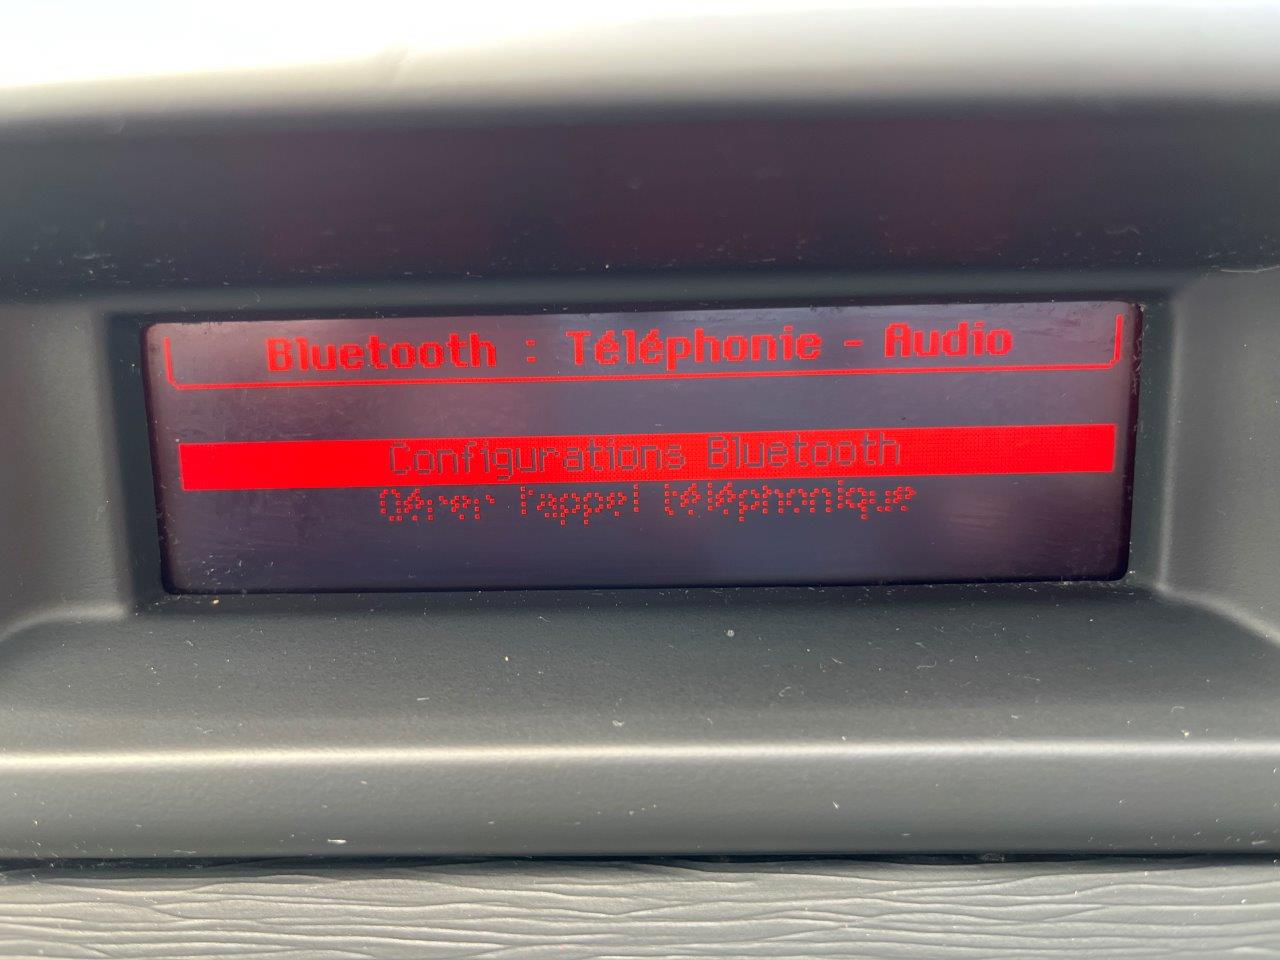 Bluetooth : Téléphonie - Audio
Configurations Bluetooth
Gérer l'appel téléphonique